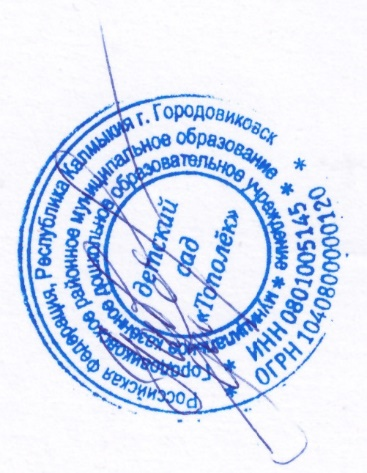 Российская Федерация, Республика Калмыкия г. Городовиковск
*
ОГРН 1040800000120
*
Городовиковское районное муниципальное образование
*
ИНН 0801005145
*
муниципальное казённое дошкольное образовательное учреждение
*
детский
сад
«Тополёк»